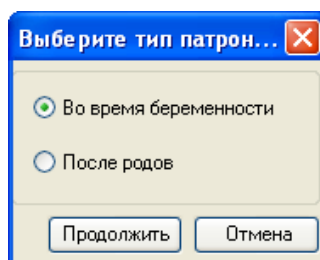 Выберите тип патрон...
Во время беременности
После родов
Продолжить Отмена